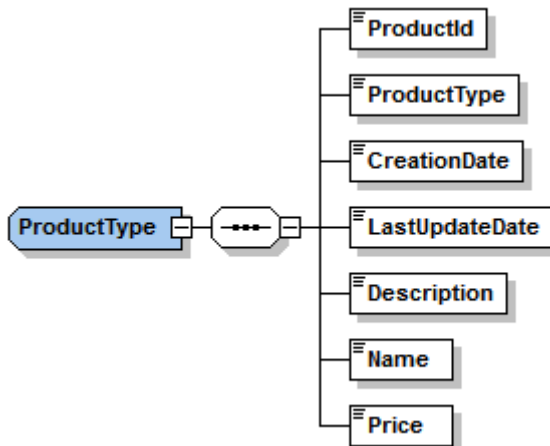 ProductId
ProductType
CreationDate
ProductType
LastUpdateDate
Description
Name
Price